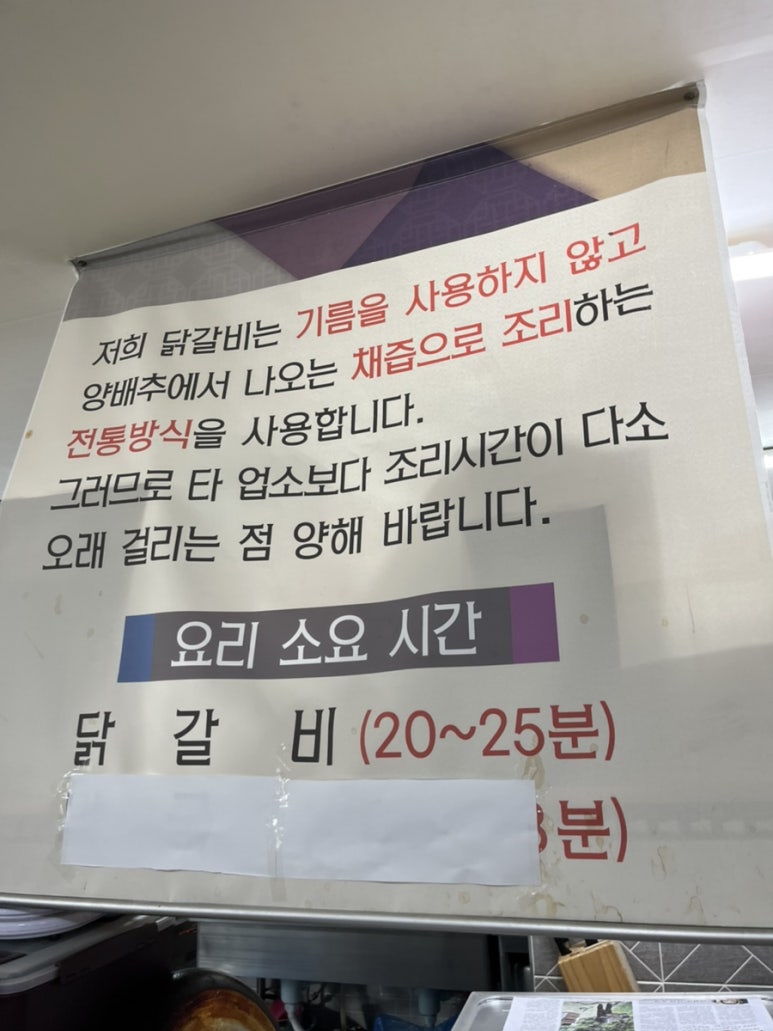 저희 닭갈비는 기름을 사용하지 않고
양배추에서 나오는 채즙으로 조리하는
전통방식을 사용합니다.
그러므로 타 업소보다 조리시간이 다소
오래 걸리는 점 양해 바랍니다.
요리 소요 시간
닭 갈 비 (20~25분)
분)